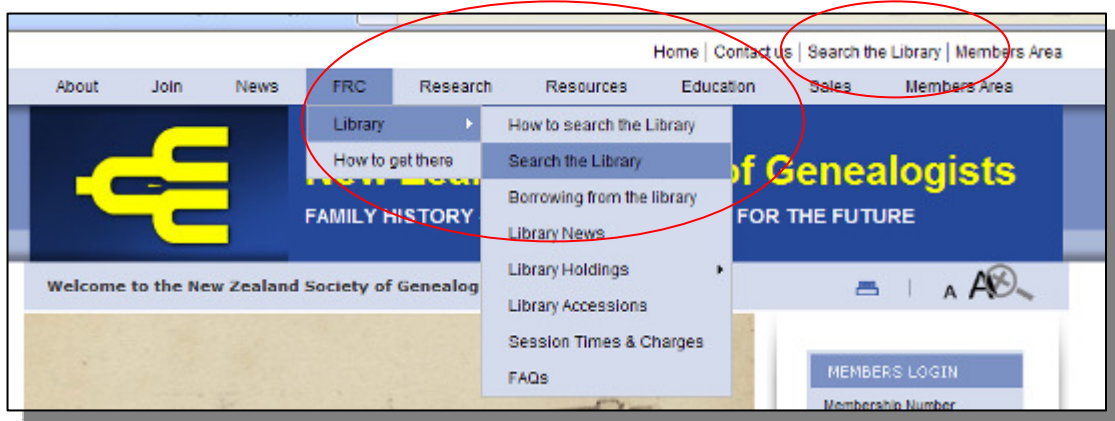 Home | Contact us | Search the Library | Members Area
About Join News FRC Research Resources Education Sales Members Area
Library How to search the Library
How to get there Search the Library
Borrowing from the library
Library News
Library Holdings
Library Accessions
Session Times & Charges
FAQs
of Genealogists
FAMILY HISTORY FOR THE FUTURE
Welcome to the New Zealand Society of Genealog
A A
MEMBERS LOGIN
Membership Number